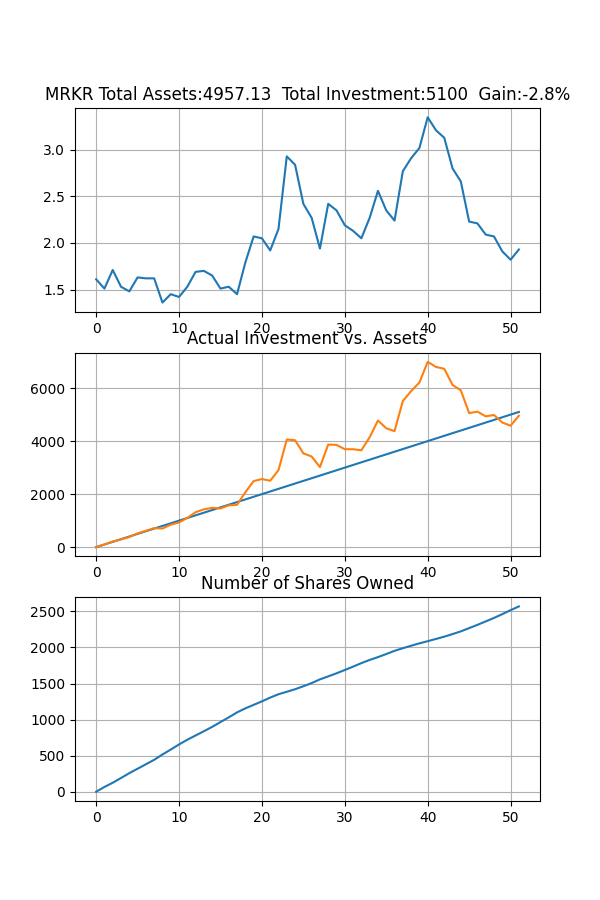 MRKR Total Assets:4957.13  Total Investment:5100  Gain:-2.8%
3.0
2.5
2.0
1.5
0 10 20 30 40 50
Actual Investment vs. Assets
6000
4000
2000
0
0 10 20 30 40 50
Number of Shares Owned
2500
2000
1500
1000
500
0
0 10 20 30 40 50